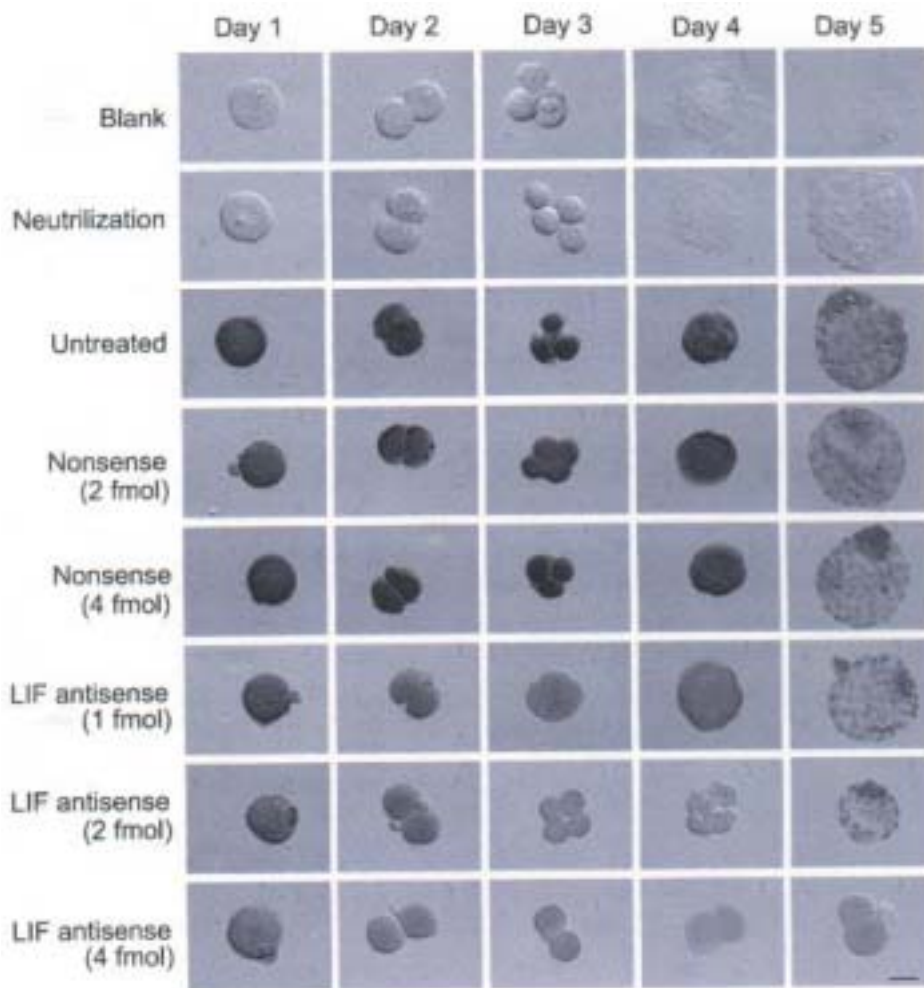 Day 1 Day 2 Day 3 Day 4 Day 5
Blank
Neutrilization
Untreated
Nonsense
(2 fmol)
Nonsense
(4 fmol)
LIF antisense
(1 fmol)
LIF antisense
(2 fmol)
LIF antisense
(4 fmol)